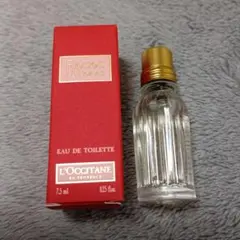 EAU DE TOILETTE
L'OCCITANE
EN PROVENCE
7.5 ml 0.25 fl.oz.